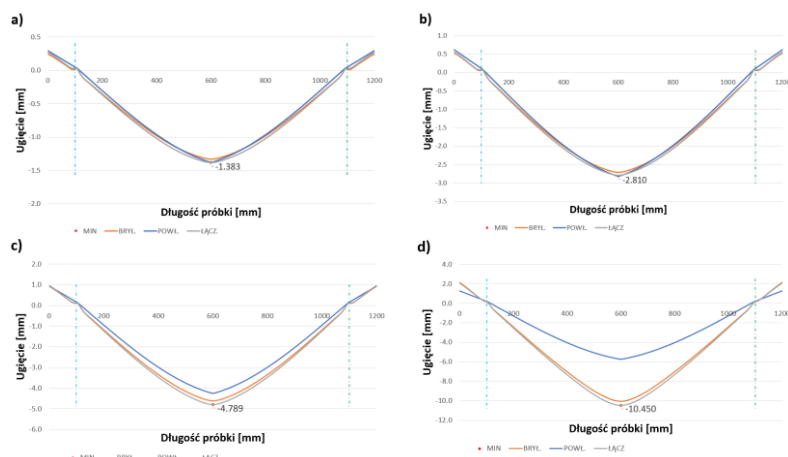 a)
0.5
0.0
0 200 400 600 800 1000 1200
-0.5
-1.0
-1.383
-1.5
-2.0
Ugięcie [mm]
Długość próbki [mm]
MIN BRYŁ. POWŁ. ŁĄCZ.
b)
1.0
0.5
0.0
0 200 400 600 800 1000 1200
-0.5
-1.0
-1.5
-2.0
-2.5
-2.810
-3.0
-3.5
Ugięcie [mm]
Długość próbki [mm]
MIN BRYŁ. POWŁ. ŁĄCZ
c)
2.0
1.0
0.0
0 200 400 600 800 1000 1200
-1.0
-2.0
-3.0
-4.0
-4.789
-5.0
-6.0
Ugięcie [mm]
Długość próbki [mm]
d)
4.0
2.0
0.0
0 200 400 600 800 1000 1200
-2.0
-4.0
-6.0
-8.0
-10.0
-10.450
-12.0
Ugięcie [mm]
Długość próbki [mm]
MIN BRYŁ. POWŁ. ŁĄCZ